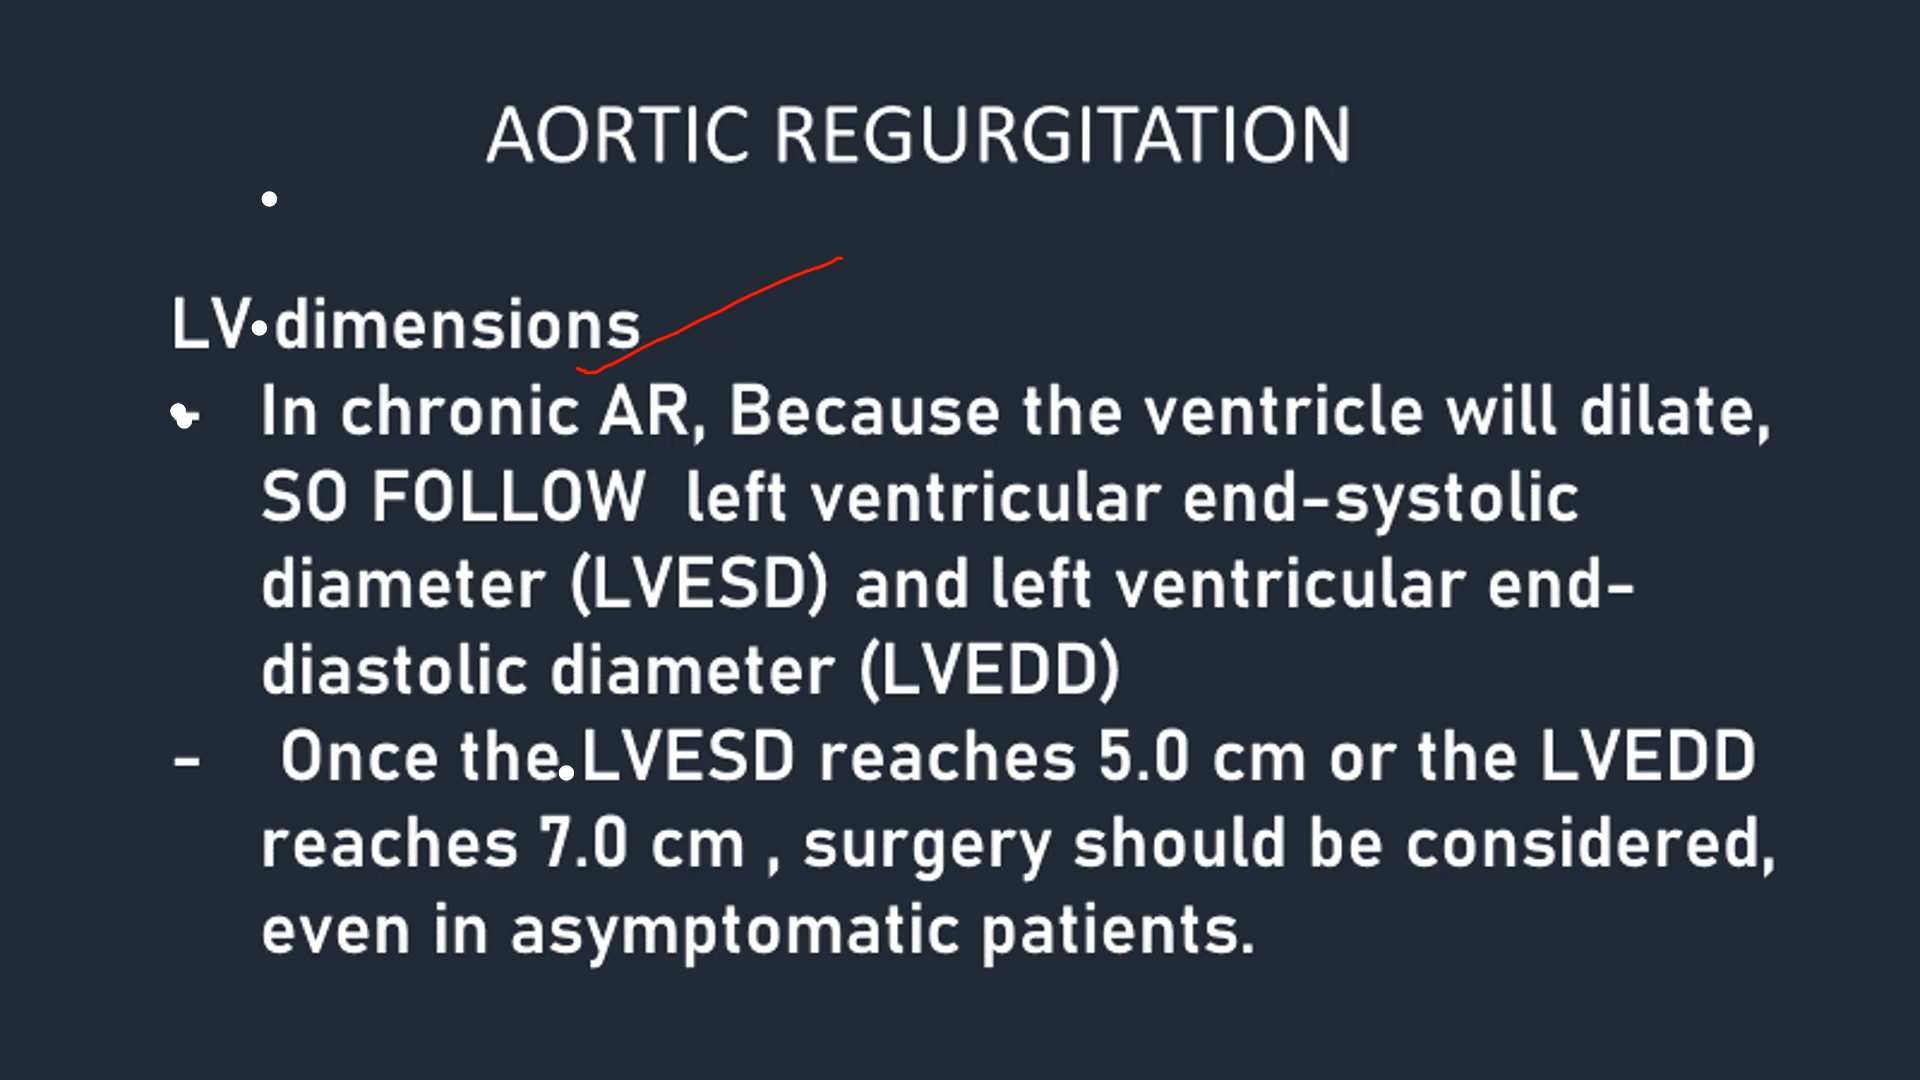 AORTIC REGURGITATION
LV dimensions
- In chronic AR, Because the ventricle will dilate,
SO FOLLOW left ventricular end-systolic
diameter (LVESD) and left ventricular end-
diastolic diameter (LVEDD)
- Once the LVESD reaches 5.0 cm or the LVEDD
reaches 7.0 cm , surgery should be considered,
even in asymptomatic patients.